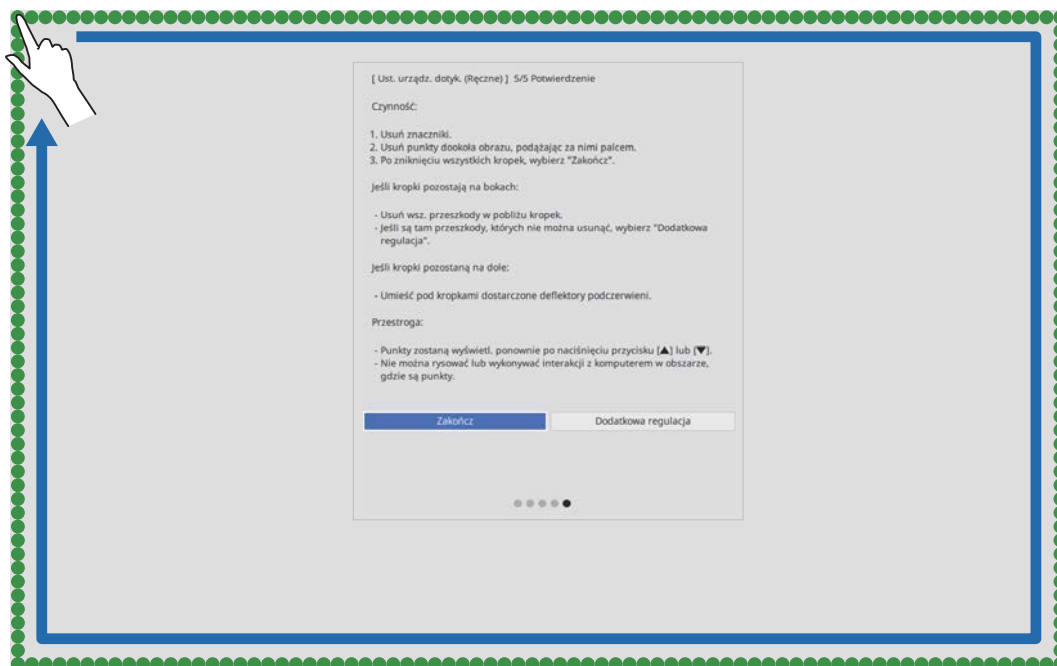 [ Ust. urządz. dotyk. (Ręczne) ] 5/5 Potwierdzenie
Czynność:
1. Usuń znaczniki.
2. Usuń punkty dookoła obrazu, podążając za nimi palcem.
3. Po zniknięciu wszystkich kropek, wybierz "Zakończ".
Jeśli kropki pozostają na bokach:
- Usuń wsz. przeszkody w pobliżu kropek.
- Jeśli są tam przeszkody, których nie można usunąć, wybierz "Dodatkowa
regulacja".
Jeśli kropki pozostaną na dole:
- Umieść pod kropkami dostarczone deflektory podczerwieni.
Przestroga:
- Punkty zostaną wyświetl. ponownie po naciśnięciu przycisku [▲] lub [▼].
- Nie można rysować lub wykonywać interakcji z komputerem w obszarze,
gdzie są punkty.
Zakończ
Dodatkowa regulacja